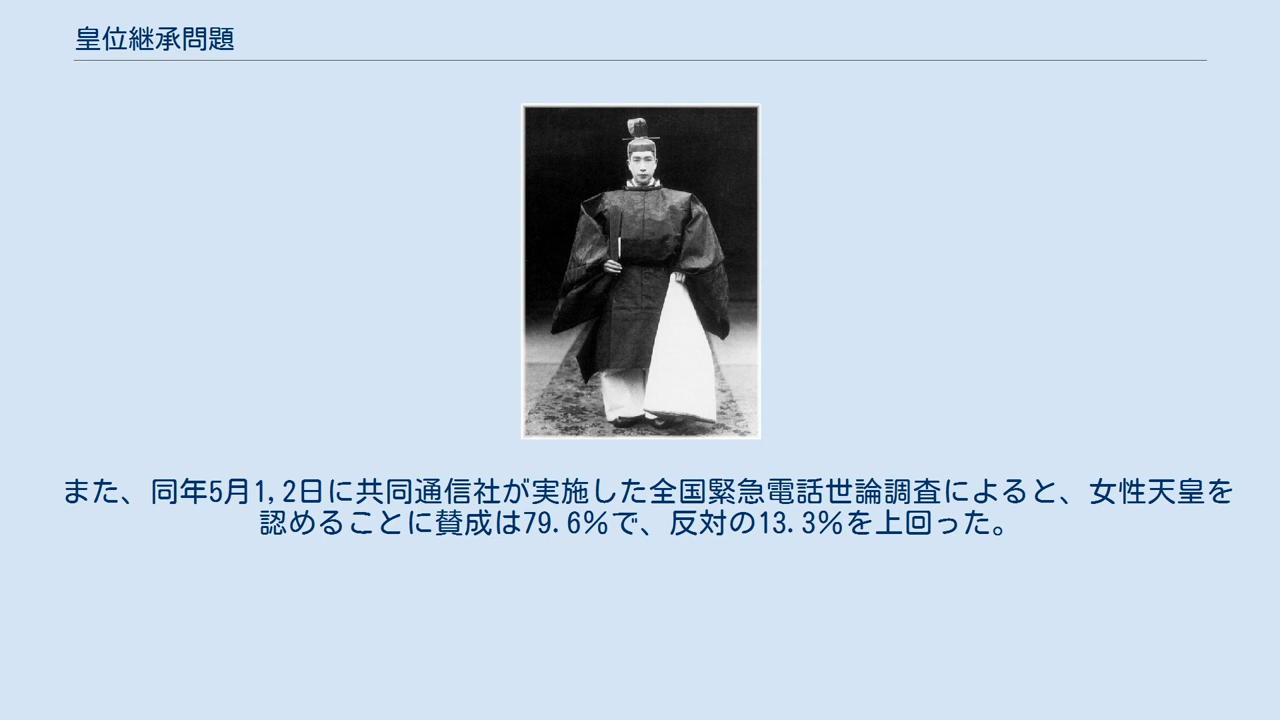 皇位継承問題
また、同年5月1,2日に共同通信社が実施した全国緊急電話世論調査によると、女性天皇を
認めることに賛成は79.6%で、反対の13.3%を上回った。